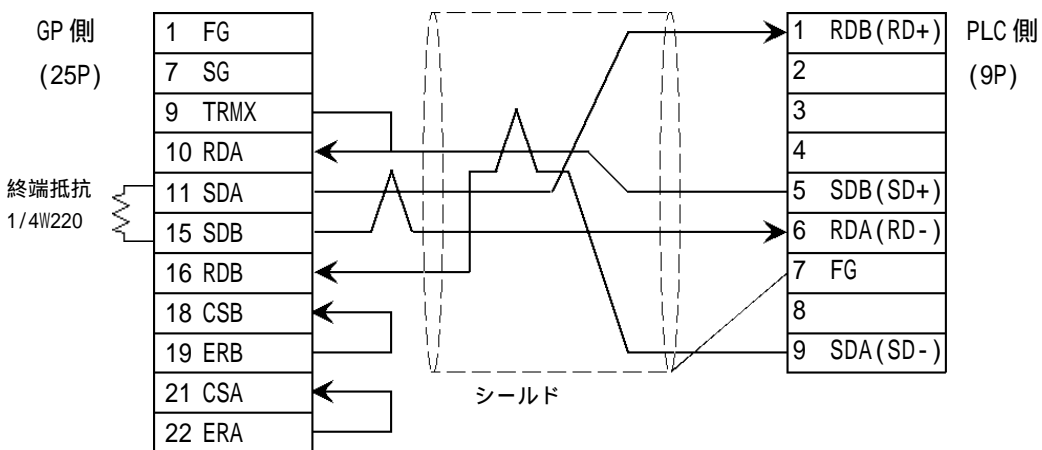 GP 側
(25P)
1 FG
7 SG
9 TRMX
10 RDA
11 SDA
15 SDB
16 RDB
18 CSB
19 ERB
21 CSA
22 ERA
終端抵抗
1/4W220
シールド
1 RDB(RD+)
2
3
4
5 SDB(SD+)
6 RDA(RD-)
7 FG
8
9 SDA(SD-)
PLC 側
(9P)